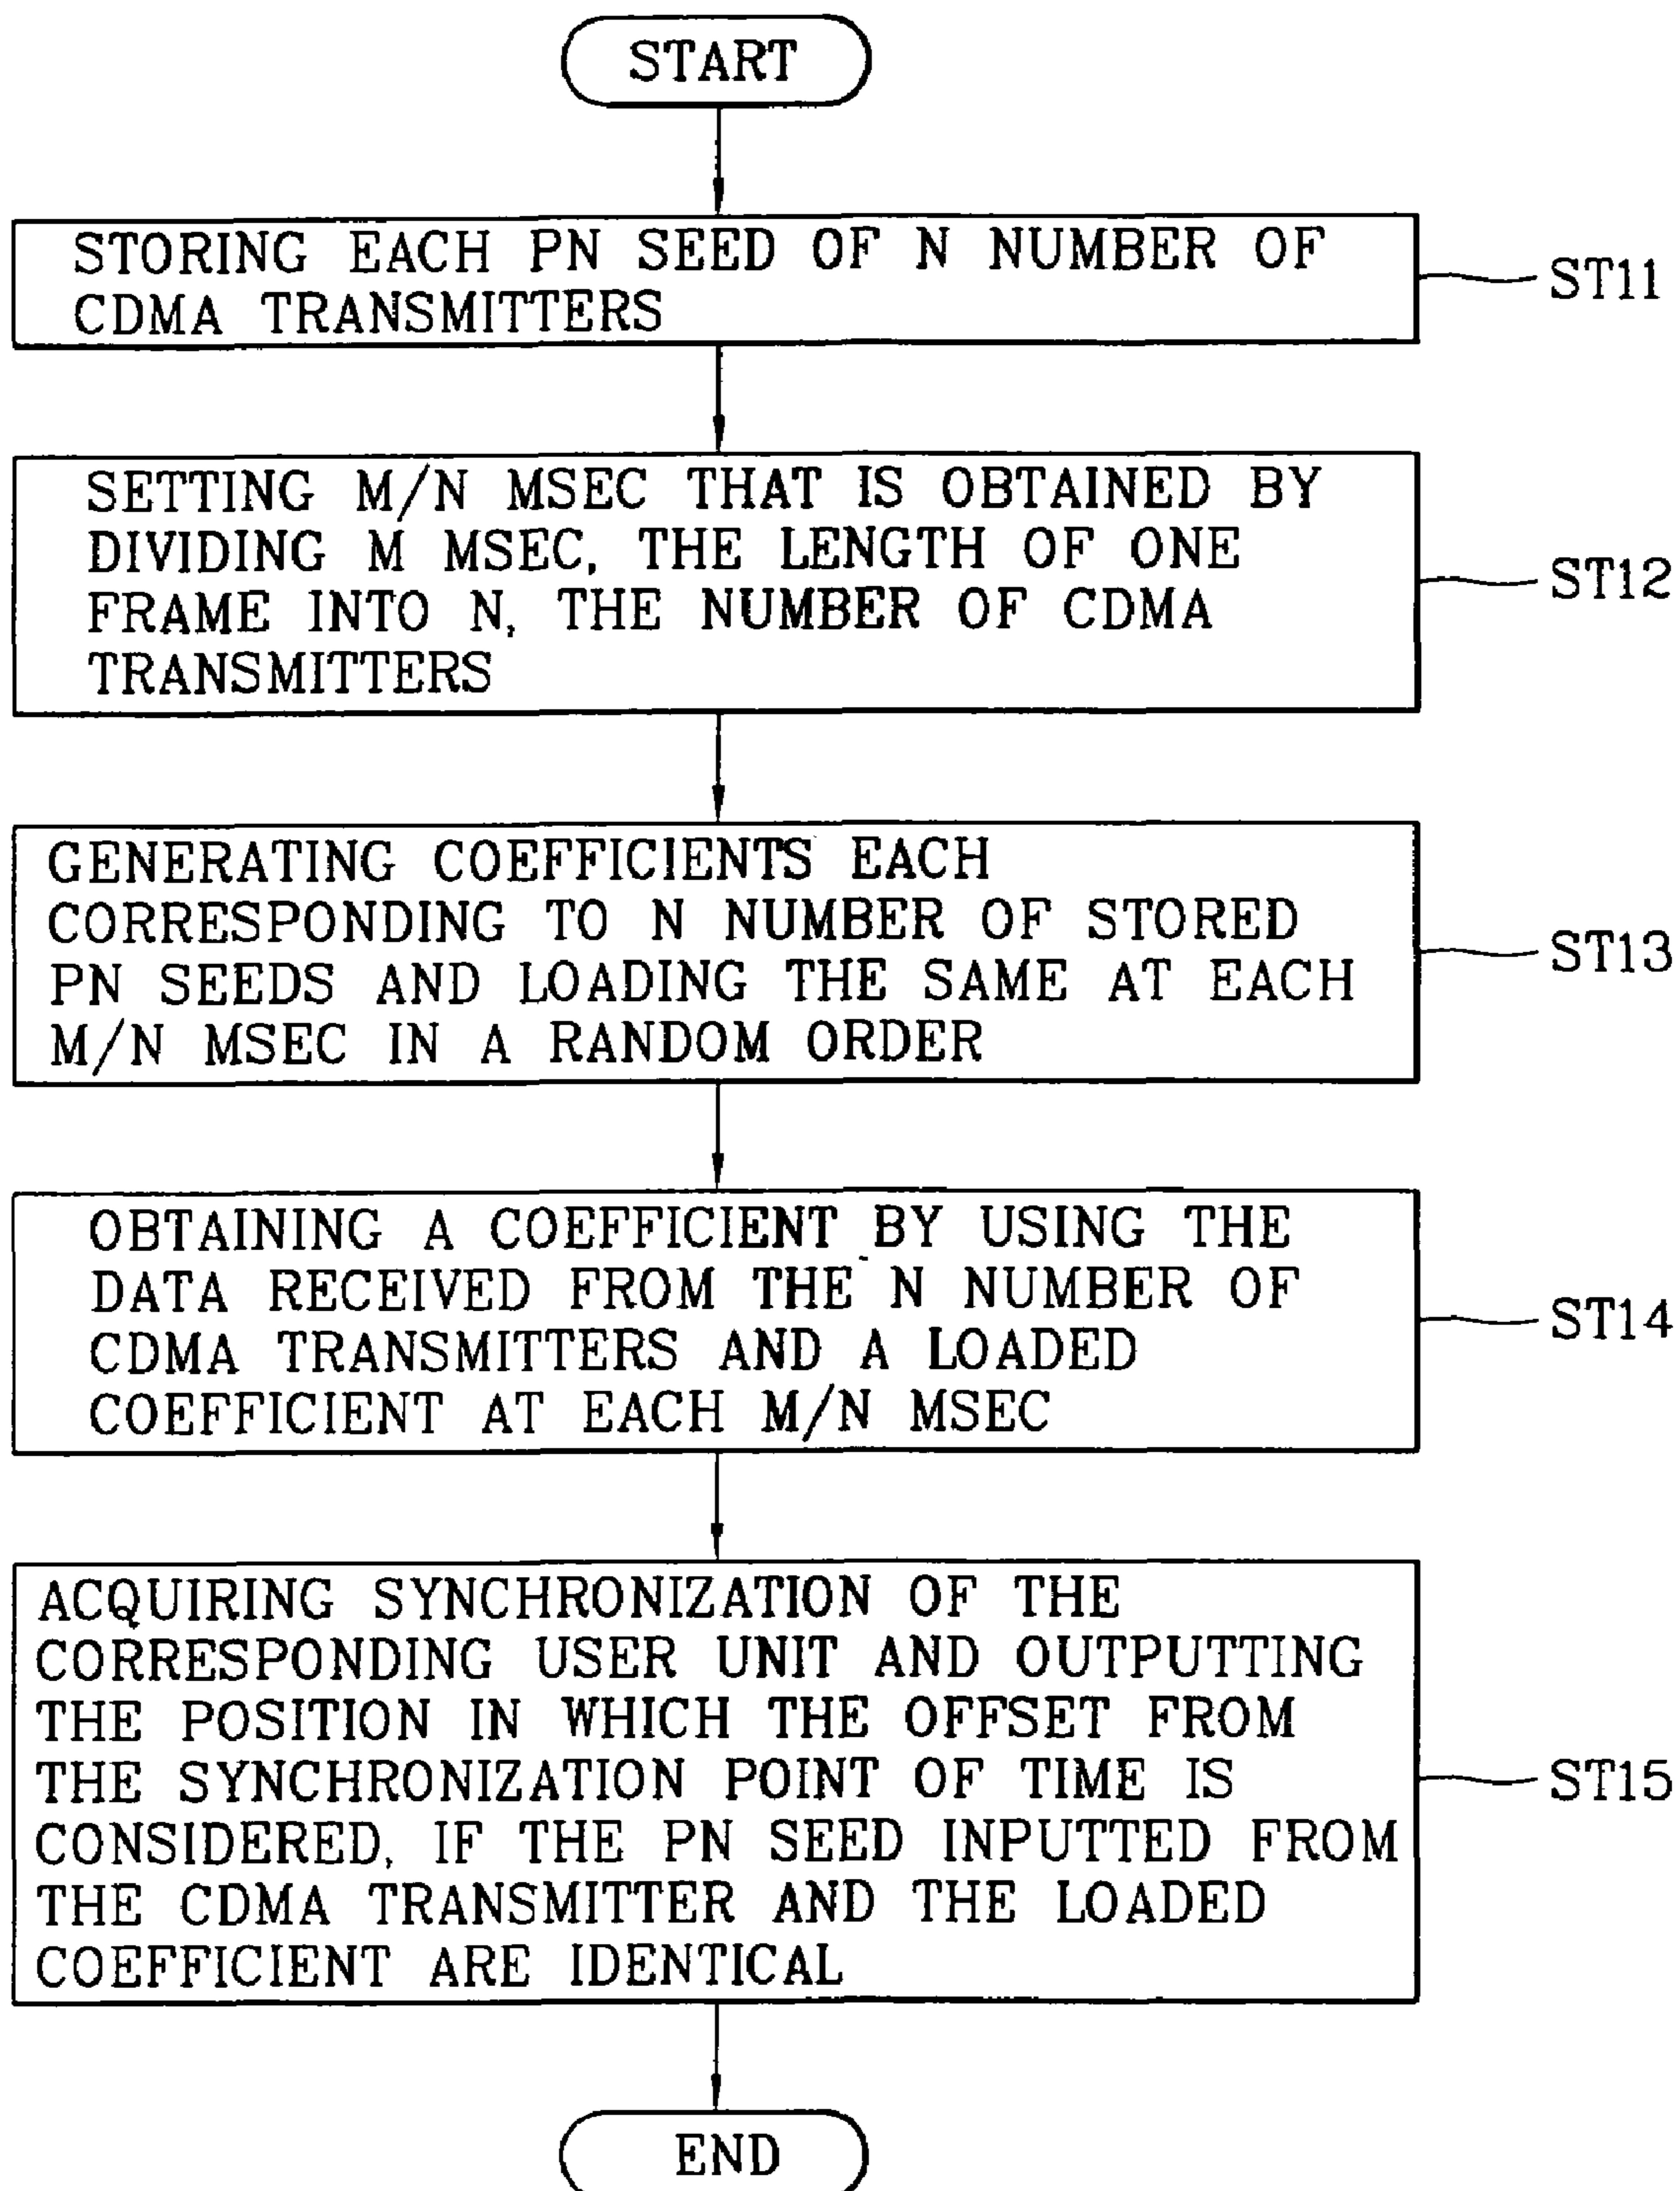 START
STORING EACH PN SEED OF N NUMBER OF
CDMA TRANSMITTERS
ST11
SETTING M/N MSEC THAT IS OBTAINED BY
DIVIDING M MSEC, THE LENGTH OF ONE
FRAME INTO N, THE NUMBER OF CDMA
TRANSMITTERS
ST12
GENERATING COEFFICIENTS EACH
CORRESPONDING TO N NUMBER OF STORED
PN SEEDS AND LOADING THE SAME AT EACH
M/N MSEC IN A RANDOM ORDER
ST13
OBTAINING A COEFFICIENT BY USING THE
DATA RECEIVED FROM THE N NUMBER OF
CDMA TRANSMITTERS AND A LOADED
COEFFICIENT AT EACH M/N MSEC
ST14
ACQUIRING SYNCHRONIZATION OF THE
CORRESPONDING USER UNIT AND OUTPUTTING
THE POSITION IN WHICH THE OFFSET FROM
THE SYNCHRONIZATION POINT OF TIME IS
CONSIDERED, IF THE PN SEED INPUTTED FROM
THE CDMA TRANSMITTER AND THE LOADED
COEFFICIENT ARE IDENTICAL
ST15
END